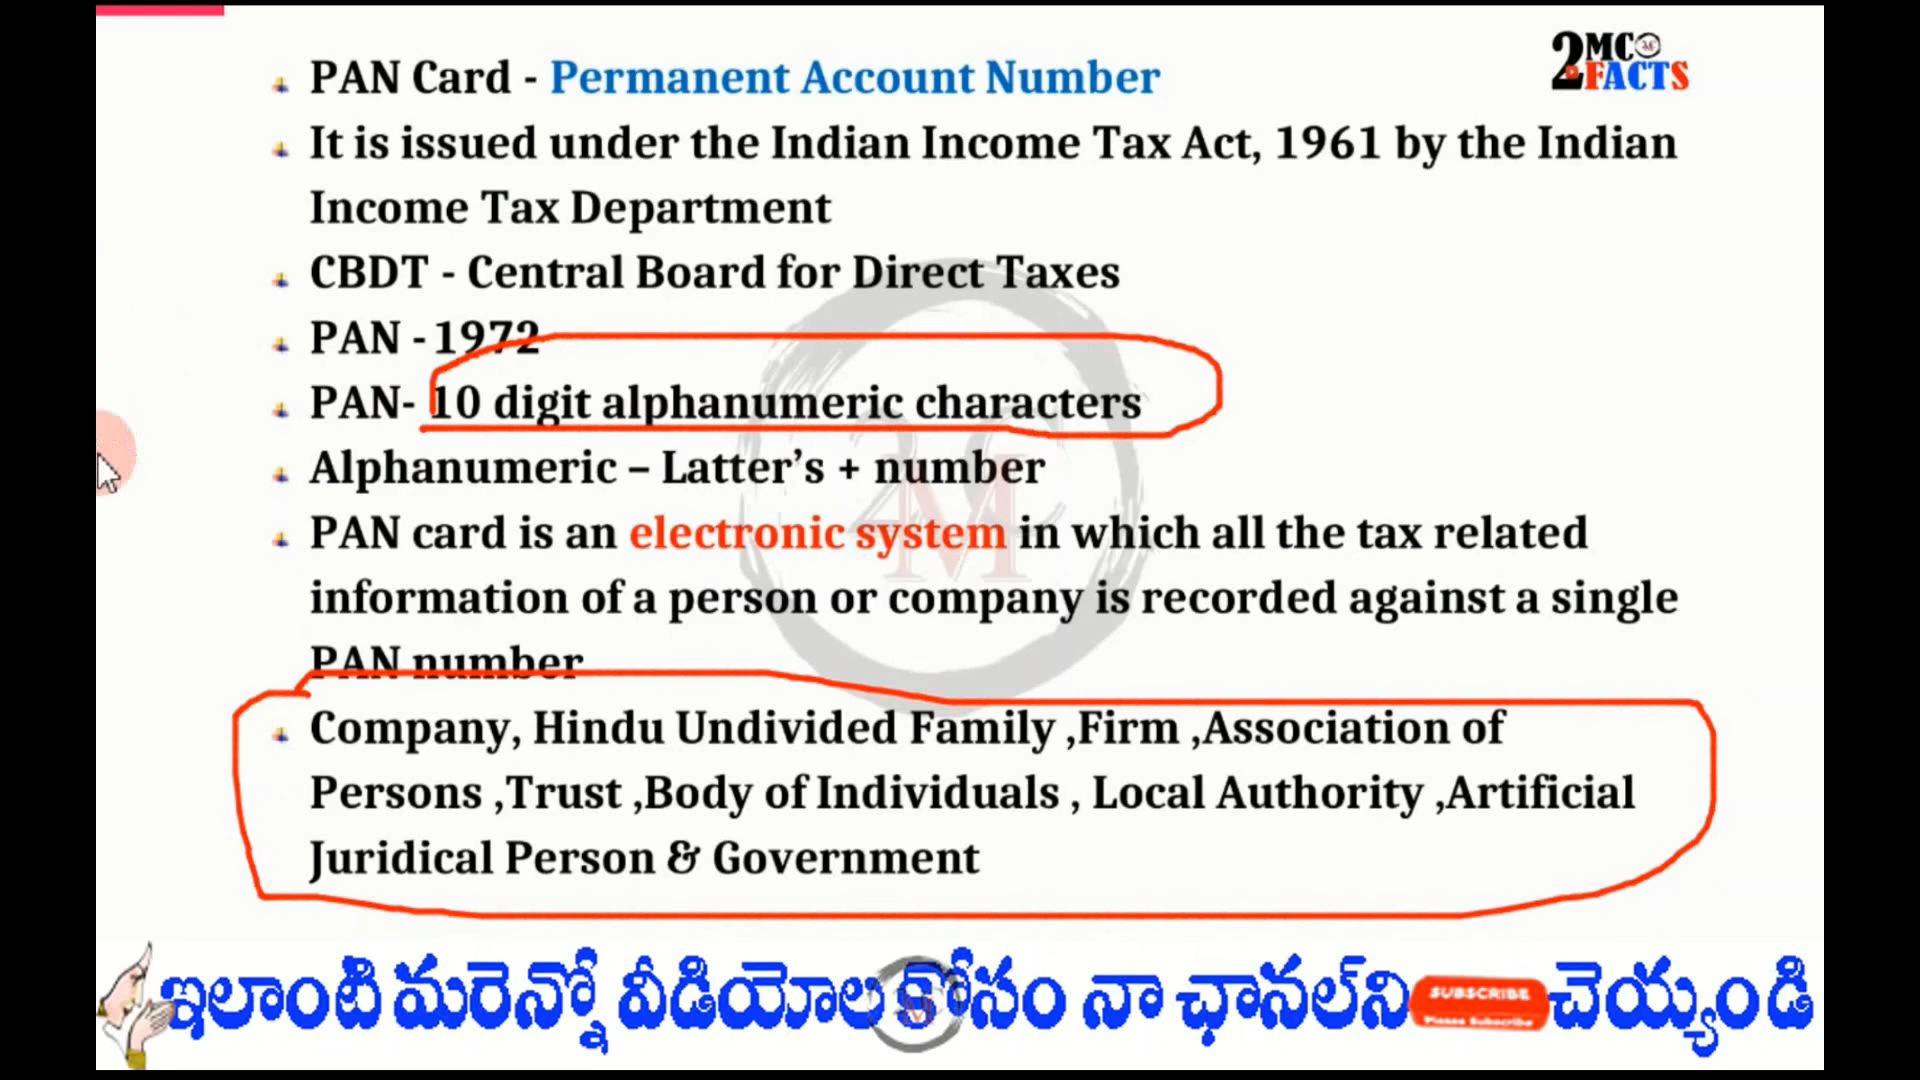 PAN Card - Permanent Account Number
2MC FACTS
It is issued under the Indian Income Tax Act, 1961 by the Indian
Income Tax Department
CBDT - Central Board for Direct Taxes
PAN - 1972
PAN- 10 digit alphanumeric characters
Alphanumeric – Latter’s + number
PAN card is an electronic system in which all the tax related
information of a person or company is recorded against a single
PAN number
Company, Hindu Undivided Family ,Firm ,Association of
Persons ,Trust ,Body of Individuals , Local Authority ,Artificial
Juridical Person & Government
ఇలాంటి మరెన్నో వీడియోల కోసం నా ఛానల్‌ని SUBSCRIBE చెయ్యండి
Please Subscribe